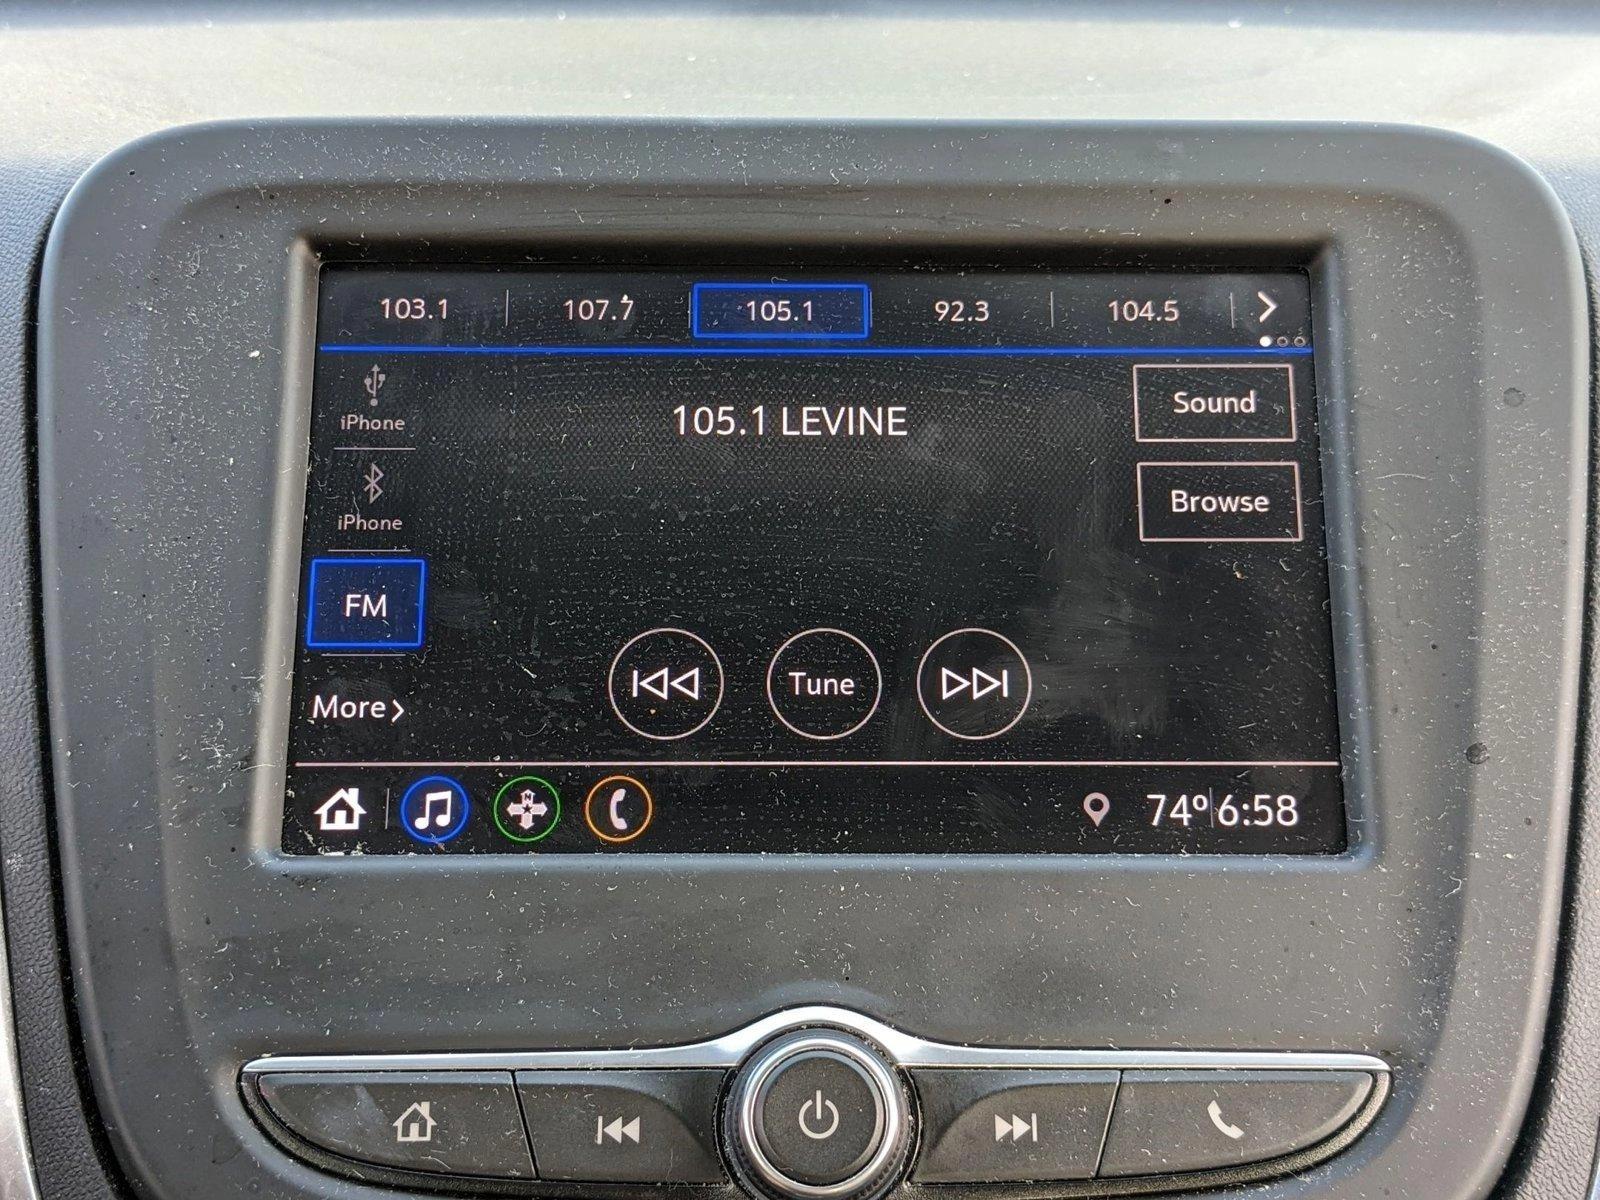 103.1 107.7 105.1 92.3 104.5
iPhone
105.1 LEVINE
Sound
iPhone
Browse
FM
Tune
More
N
74° 6:58